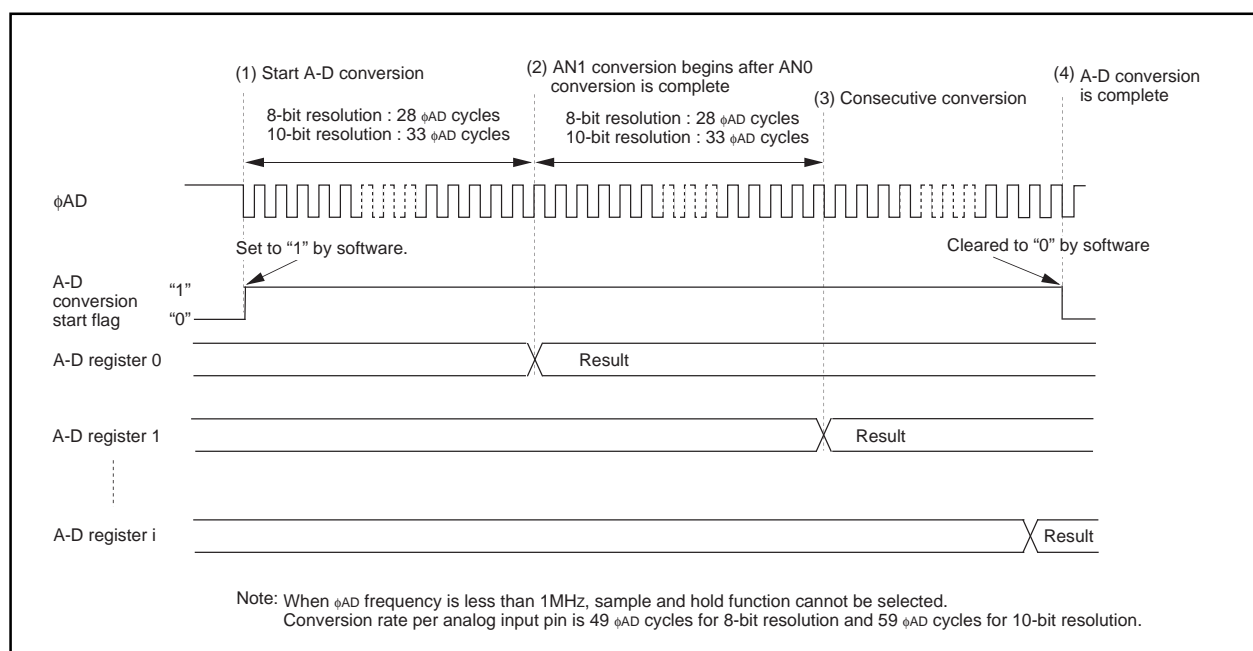 (1) Start A-D conversion
(2) AN1 conversion begins after AN0
conversion is complete
(3) Consecutive conversion
(4) A-D conversion
is complete
8-bit resolution : 28 ϕAD cycles
10-bit resolution : 33 ϕAD cycles
8-bit resolution : 28 ϕAD cycles
10-bit resolution : 33 ϕAD cycles
ϕAD
Set to “1” by software.
Cleared to “0” by software
A-D
conversion
start flag
“1”
“0”
A-D register 0
Result
A-D register 1
Result
A-D register i
Result
Note: When ϕAD frequency is less than 1MHz, sample and hold function cannot be selected.
Conversion rate per analog input pin is 49 ϕAD cycles for 8-bit resolution and 59 ϕAD cycles for 10-bit resolution.